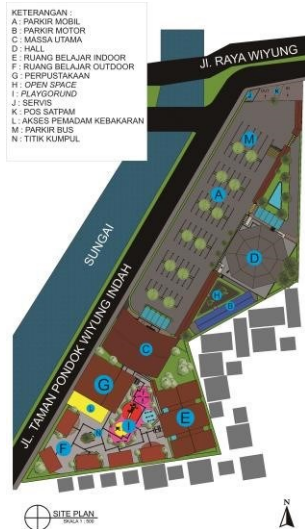 KETERANGAN :
A : PARKIR MOBIL
B : PARKIR MOTOR
C : MASSA UTAMA
D : HALL
E : RUANG BELAJAR INDOOR
F : RUANG BELAJAR OUTDOOR
G : PERPUSTAKAAN
H : OPEN SPACE
I : PLAYGORUND
J : SERVIS
K : POS SATPAM
L : AKSES PEMADAM KEBAKARAN
M : PARKIR BUS
N : TITIK KUMPUL
JL. RAYA WIYUNG
M
A
SUNGAI
D
H
B
JL. TAMAN PONDOK WIYUNG INDAH
C
G
E
I
F
SITE PLAN
SKALA 1 : 500
N